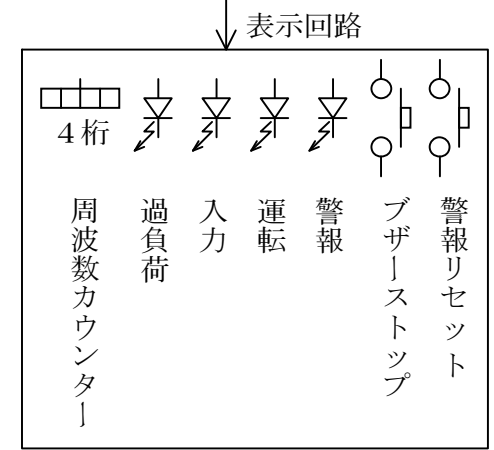 表示回路
4桁
周波数カウンター
過負荷
入力
運転
警報
ブザーストップ
警報リセット